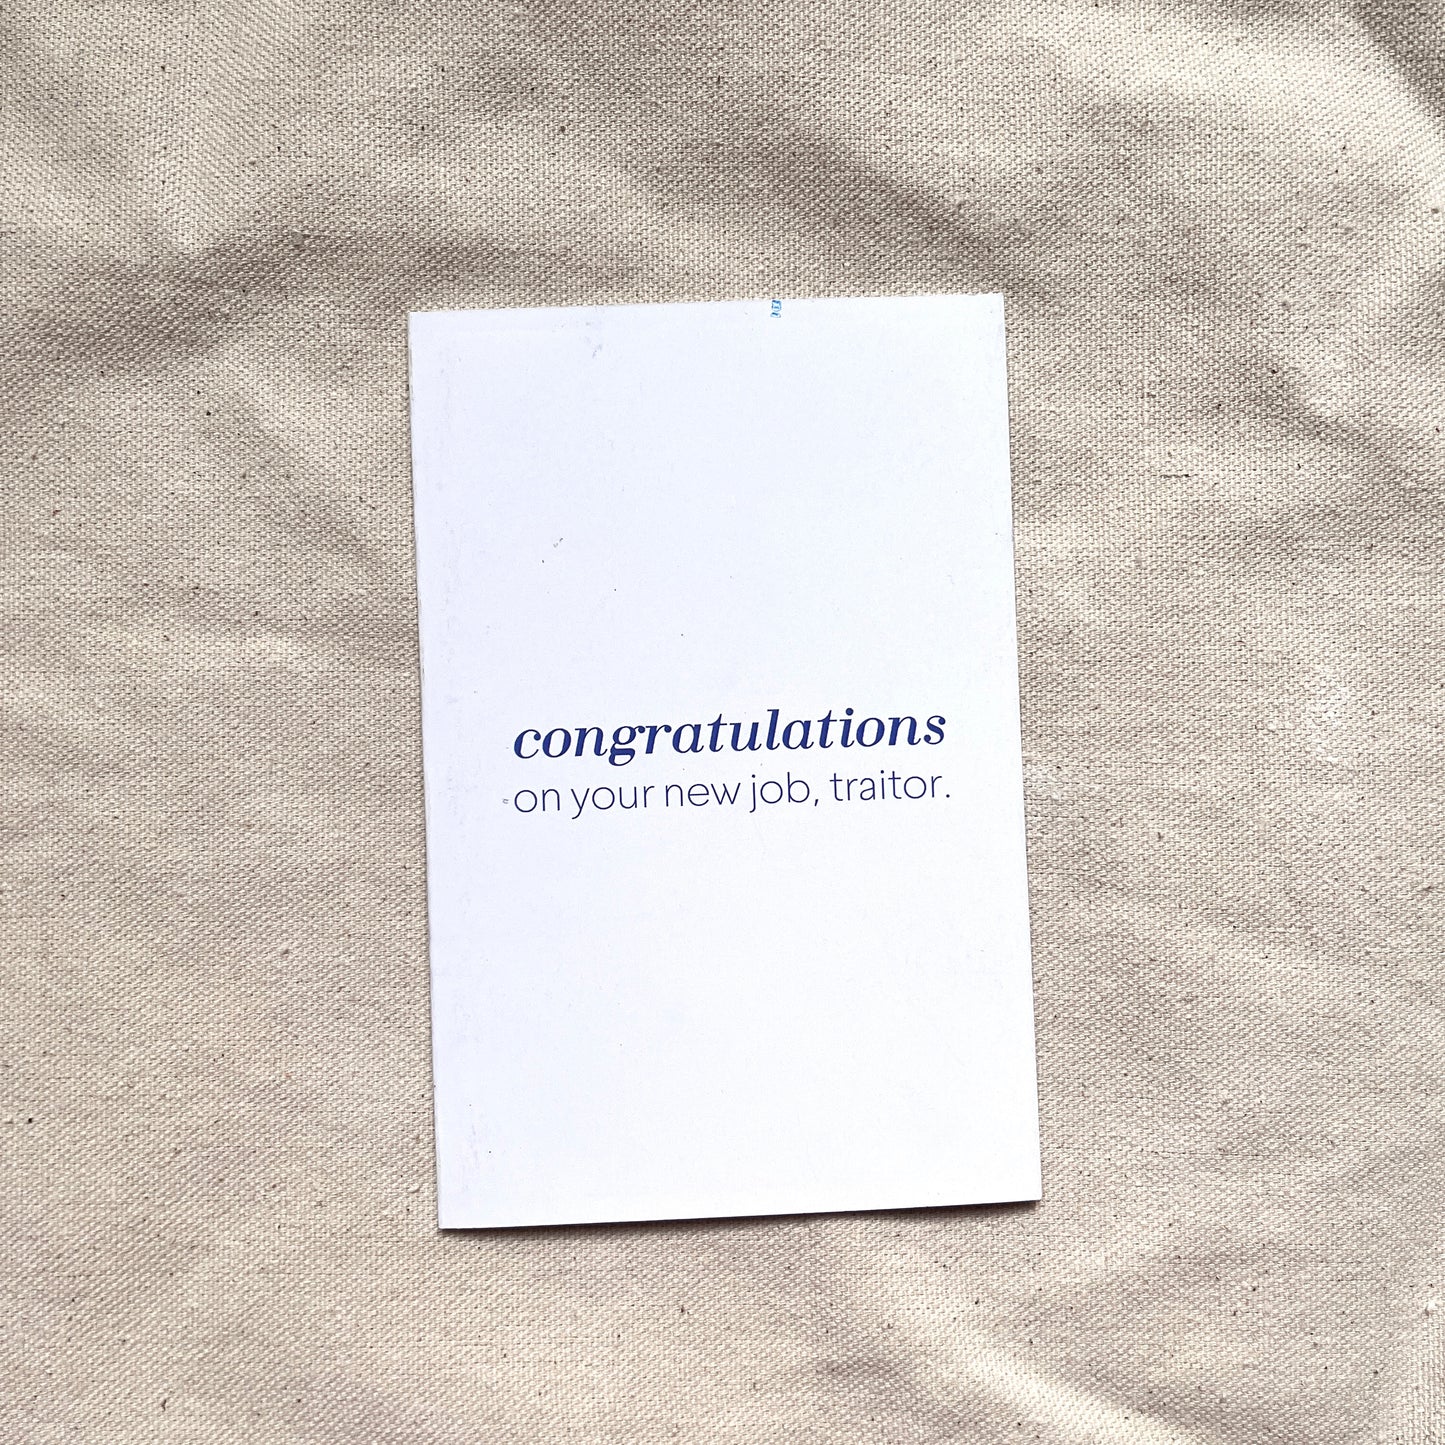 congratulations
on your new job, traitor.